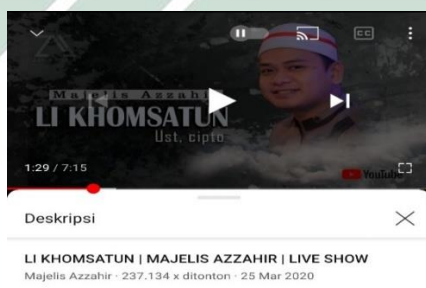 CC
Majelis Azzahir
LI KHOMSATUN
Ust, cipto
1:29 / 7:15
YouTube
Deskripsi
LI KHOMSATUN | MAJELIS AZZAHIR | LIVE SHOW
Majelis Azzahir · 237.134 x ditonton · 25 Mar 2020